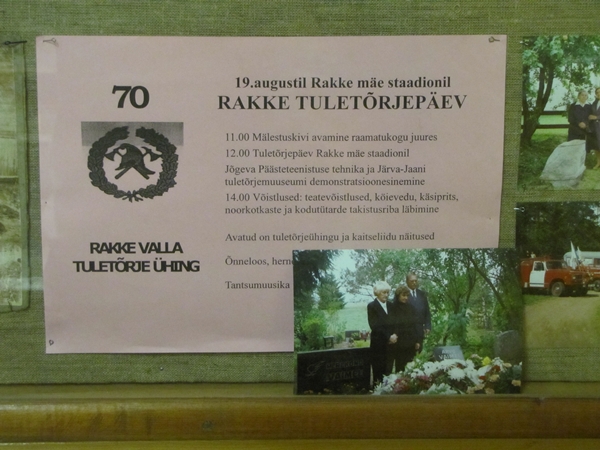 70
RAKKE VALLA
TULETÕRJE ÜHING
19.augustil Rakke mäe staadionil
RAKKE TULETÕRJEPÄEV
11.00 Mälestuskivi avamine raamatukogu juures
12.00 Tuletõrjepäev Rakke mäe staadionil
Jõgeva Päästeteenistuse tehnika ja Järva-Jaani
tuletõrjemuuseumi demonstratsioonesinemine
14.00 Võistlused: teatevõistlused, köievedu, käsiprits,
noorkotkaste ja kodutütarde takistusriba läbimine
Avatud on tuletõrjeühingu ja kaitseliidu näitused
Õnneloos,
Tantsumuusika